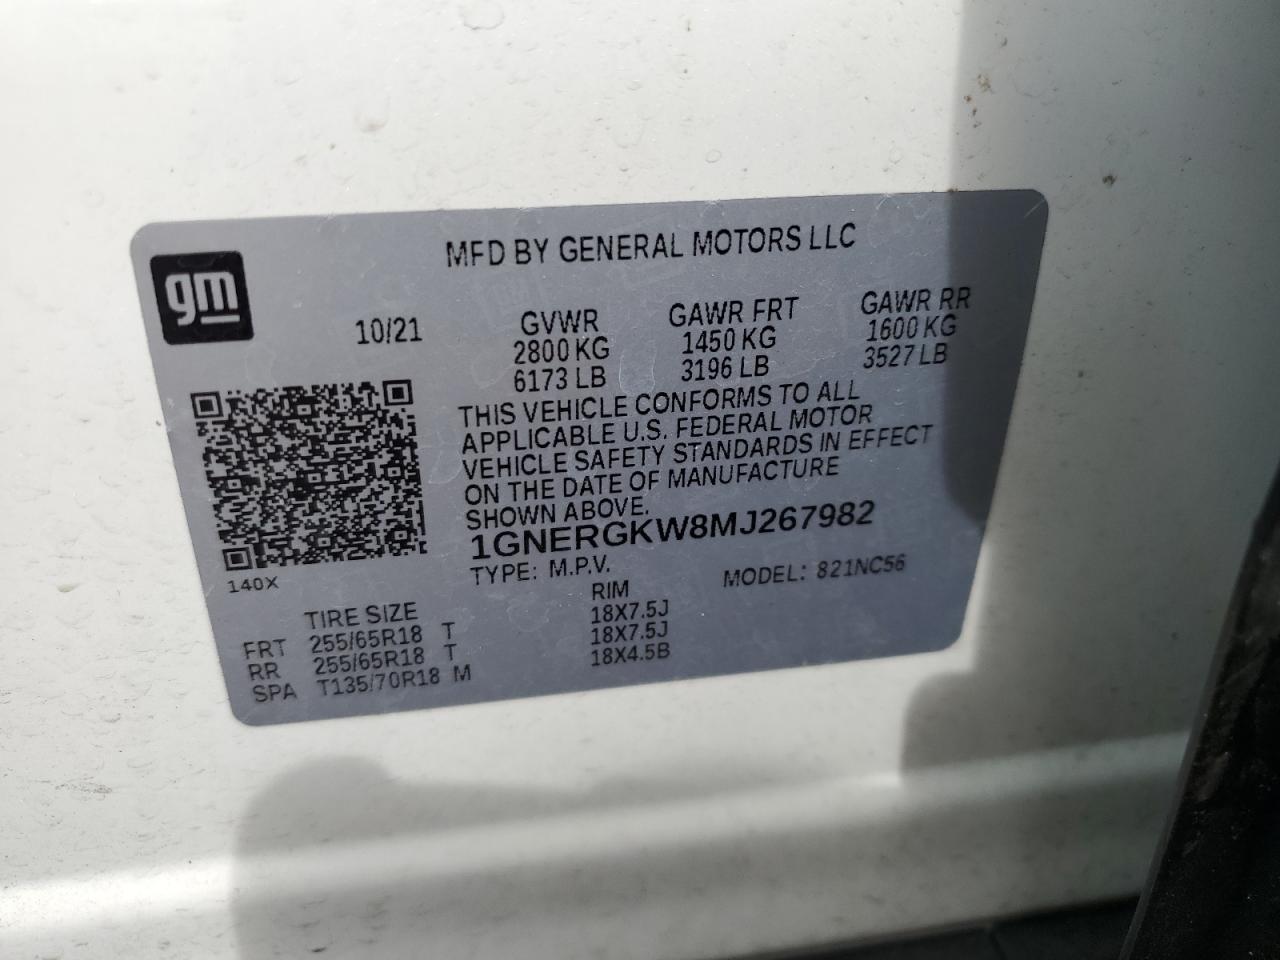 gm
MFD BY GENERAL MOTORS LLC
10/21 GVWR GAWR FRT GAWR RR
2800 KG 1450 KG 1600 KG
6173 LB 3196 LB 3527 LB
THIS VEHICLE CONFORMS TO ALL
APPLICABLE U.S. FEDERAL MOTOR
VEHICLE SAFETY STANDARDS IN EFFECT
ON THE DATE OF MANUFACTURE
SHOWN ABOVE.
1GNERGKW8MJ267982
140X
TYPE: M.P.V. MODEL: 821NC56
TIRE SIZE RIM
FRT 255/65R18 T 18X7.5J
RR 255/65R18 T 18X7.5J
SPA T135/70R18 M 18X4.5B